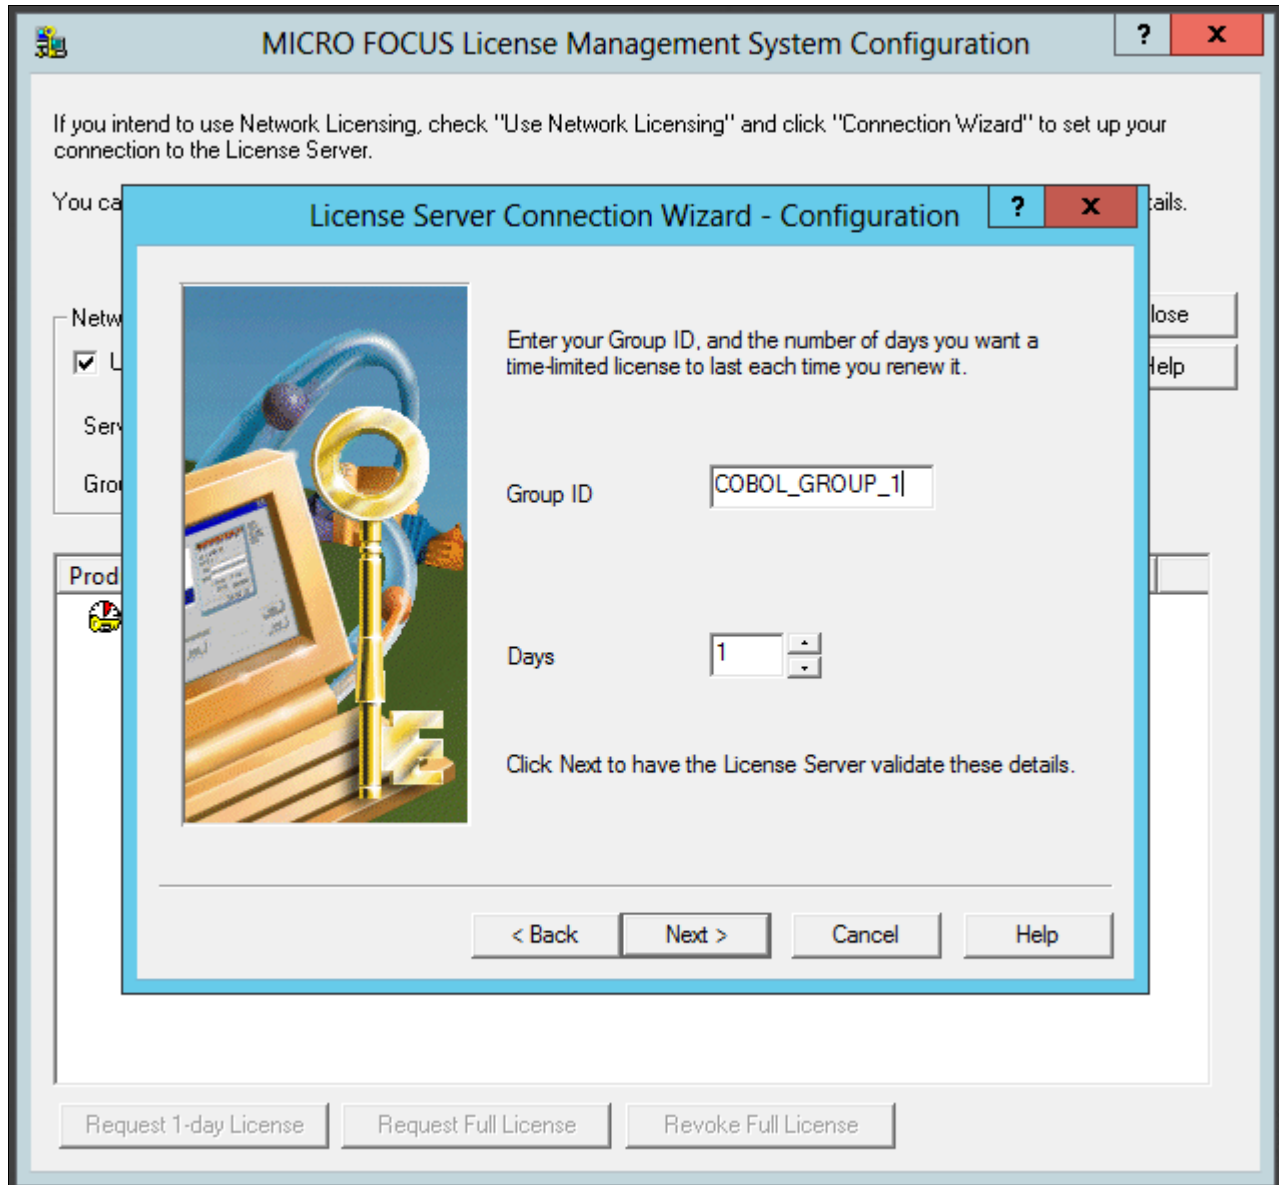 MICRO FOCUS License Management System Configuration
?
x
If you intend to use Network Licensing, check "Use Network Licensing" and click "Connection Wizard" to set up your
connection to the License Server.
You ca
tails.
License Server Connection Wizard - Configuration
?
x
Netw
lose
Help
Serv
Grou
Prod
Enter your Group ID, and the number of days you want a
time-limited license to last each time you renew it.
Group ID
COBOL_GROUP_1
Days
1
Click Next to have the License Server validate these details.
< Back
Next >
Cancel
Help
Request 1-day License
Request Full License
Revoke Full License